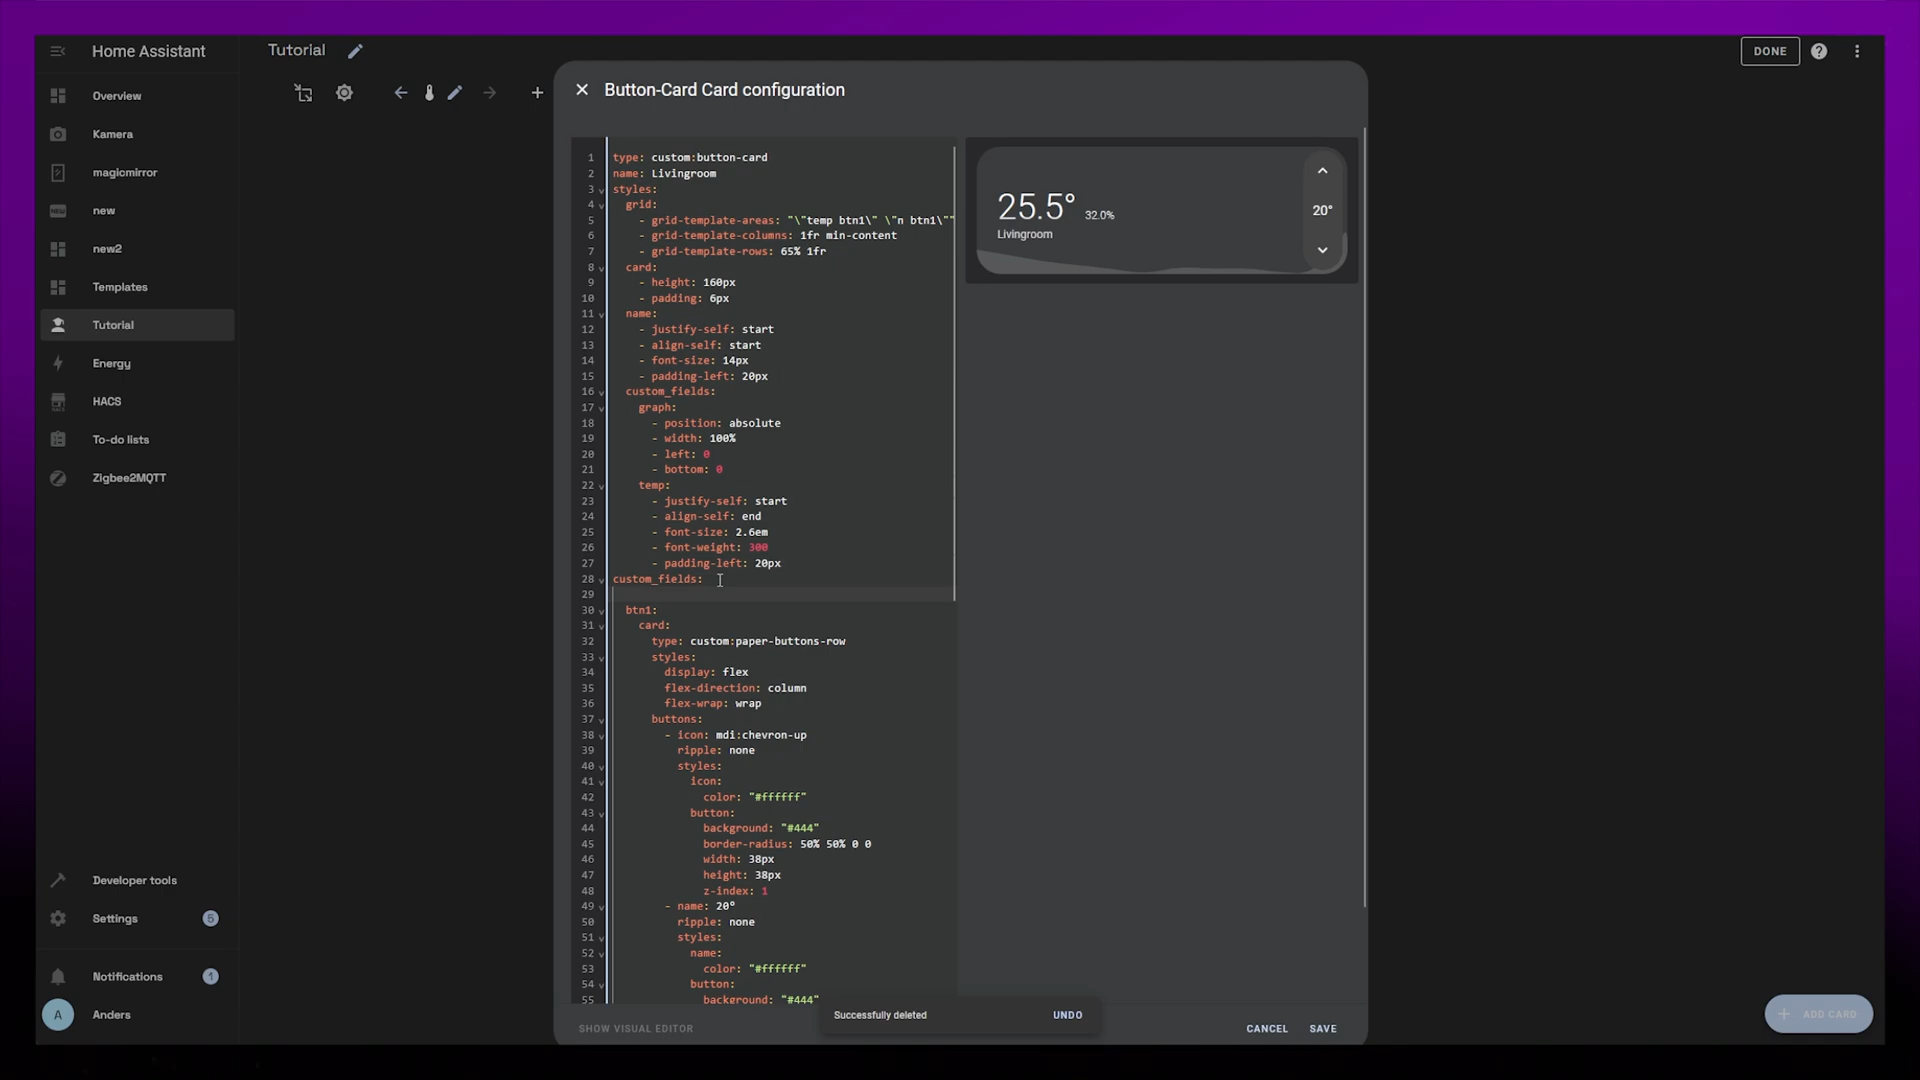 Home Assistant
Tutorial
DONE
Overview
Kamera
magicmirror
new
new2
Templates
Tutorial
Energy
HACS
To-do lists
Zigbee2MQTT
Developer tools
Settings
5
Notifications
1
A
Anders
Button-Card Card configuration
1 type: custom:button-card
2 name: Livingroom
3 styles:
4 grid:
5 - grid-template-areas: "\"temp btn1\" \"n btn1\""
6 - grid-template-columns: 1fr min-content
7 - grid-template-rows: 65% 1fr
8 card:
9 - height: 160px
10 - padding: 6px
11 name:
12 - justify-self: start
13 - align-self: start
14 - font-size: 14px
15 - padding-left: 20px
16 custom_fields:
17 graph:
18 - position: absolute
19 - width: 100%
20 - left: 0
21 - bottom: 0
22 temp:
23 - justify-self: start
24 - align-self: end
25 - font-size: 2.6em
26 - font-weight: 300
27 - padding-left: 20px
28 custom_fields:
29
30 btn1:
31 card:
32 type: custom:paper-buttons-row
33 styles:
34 display: flex
35 flex-direction: column
36 flex-wrap: wrap
37 buttons:
38 - icon: mdi:chevron-up
39 ripple: none
40 styles:
41 icon:
42 color: "#ffffff"
43 button:
44 background: "#444"
45 border-radius: 50% 50% 0 0
46 width: 38px
47 height: 38px
48 z-index: 1
49 - name: 20°
50 ripple: none
51 styles:
52 name:
53 color: "#ffffff"
54 button:
55 background: "#444"
25.5° 32.0%
Livingroom
20°
Successfully deleted
UNDO
SHOW VISUAL EDITOR
CANCEL
SAVE
ADD CARD